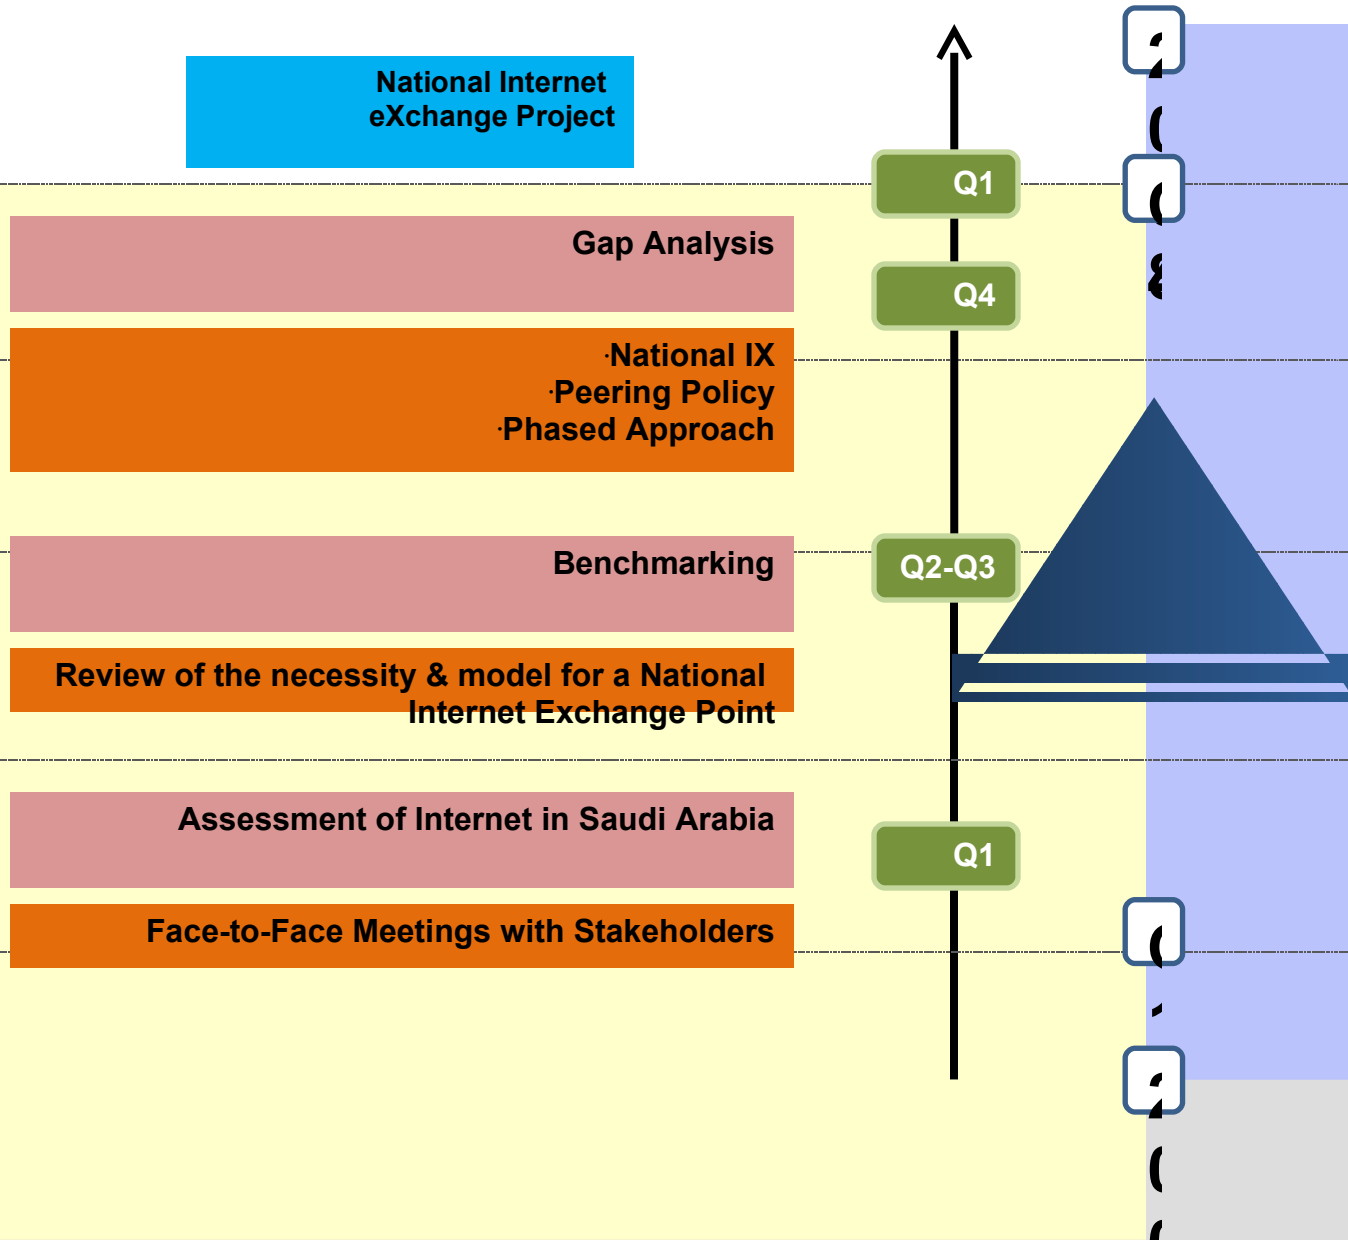 National Internet
eXchange Project
Q1
Gap Analysis
Q4
·National IX
·Peering Policy
·Phased Approach
Benchmarking
Q2-Q3
Review of the necessity & model for a National
Internet Exchange Point
Assessment of Internet in Saudi Arabia
Q1
Face-to-Face Meetings with Stakeholders